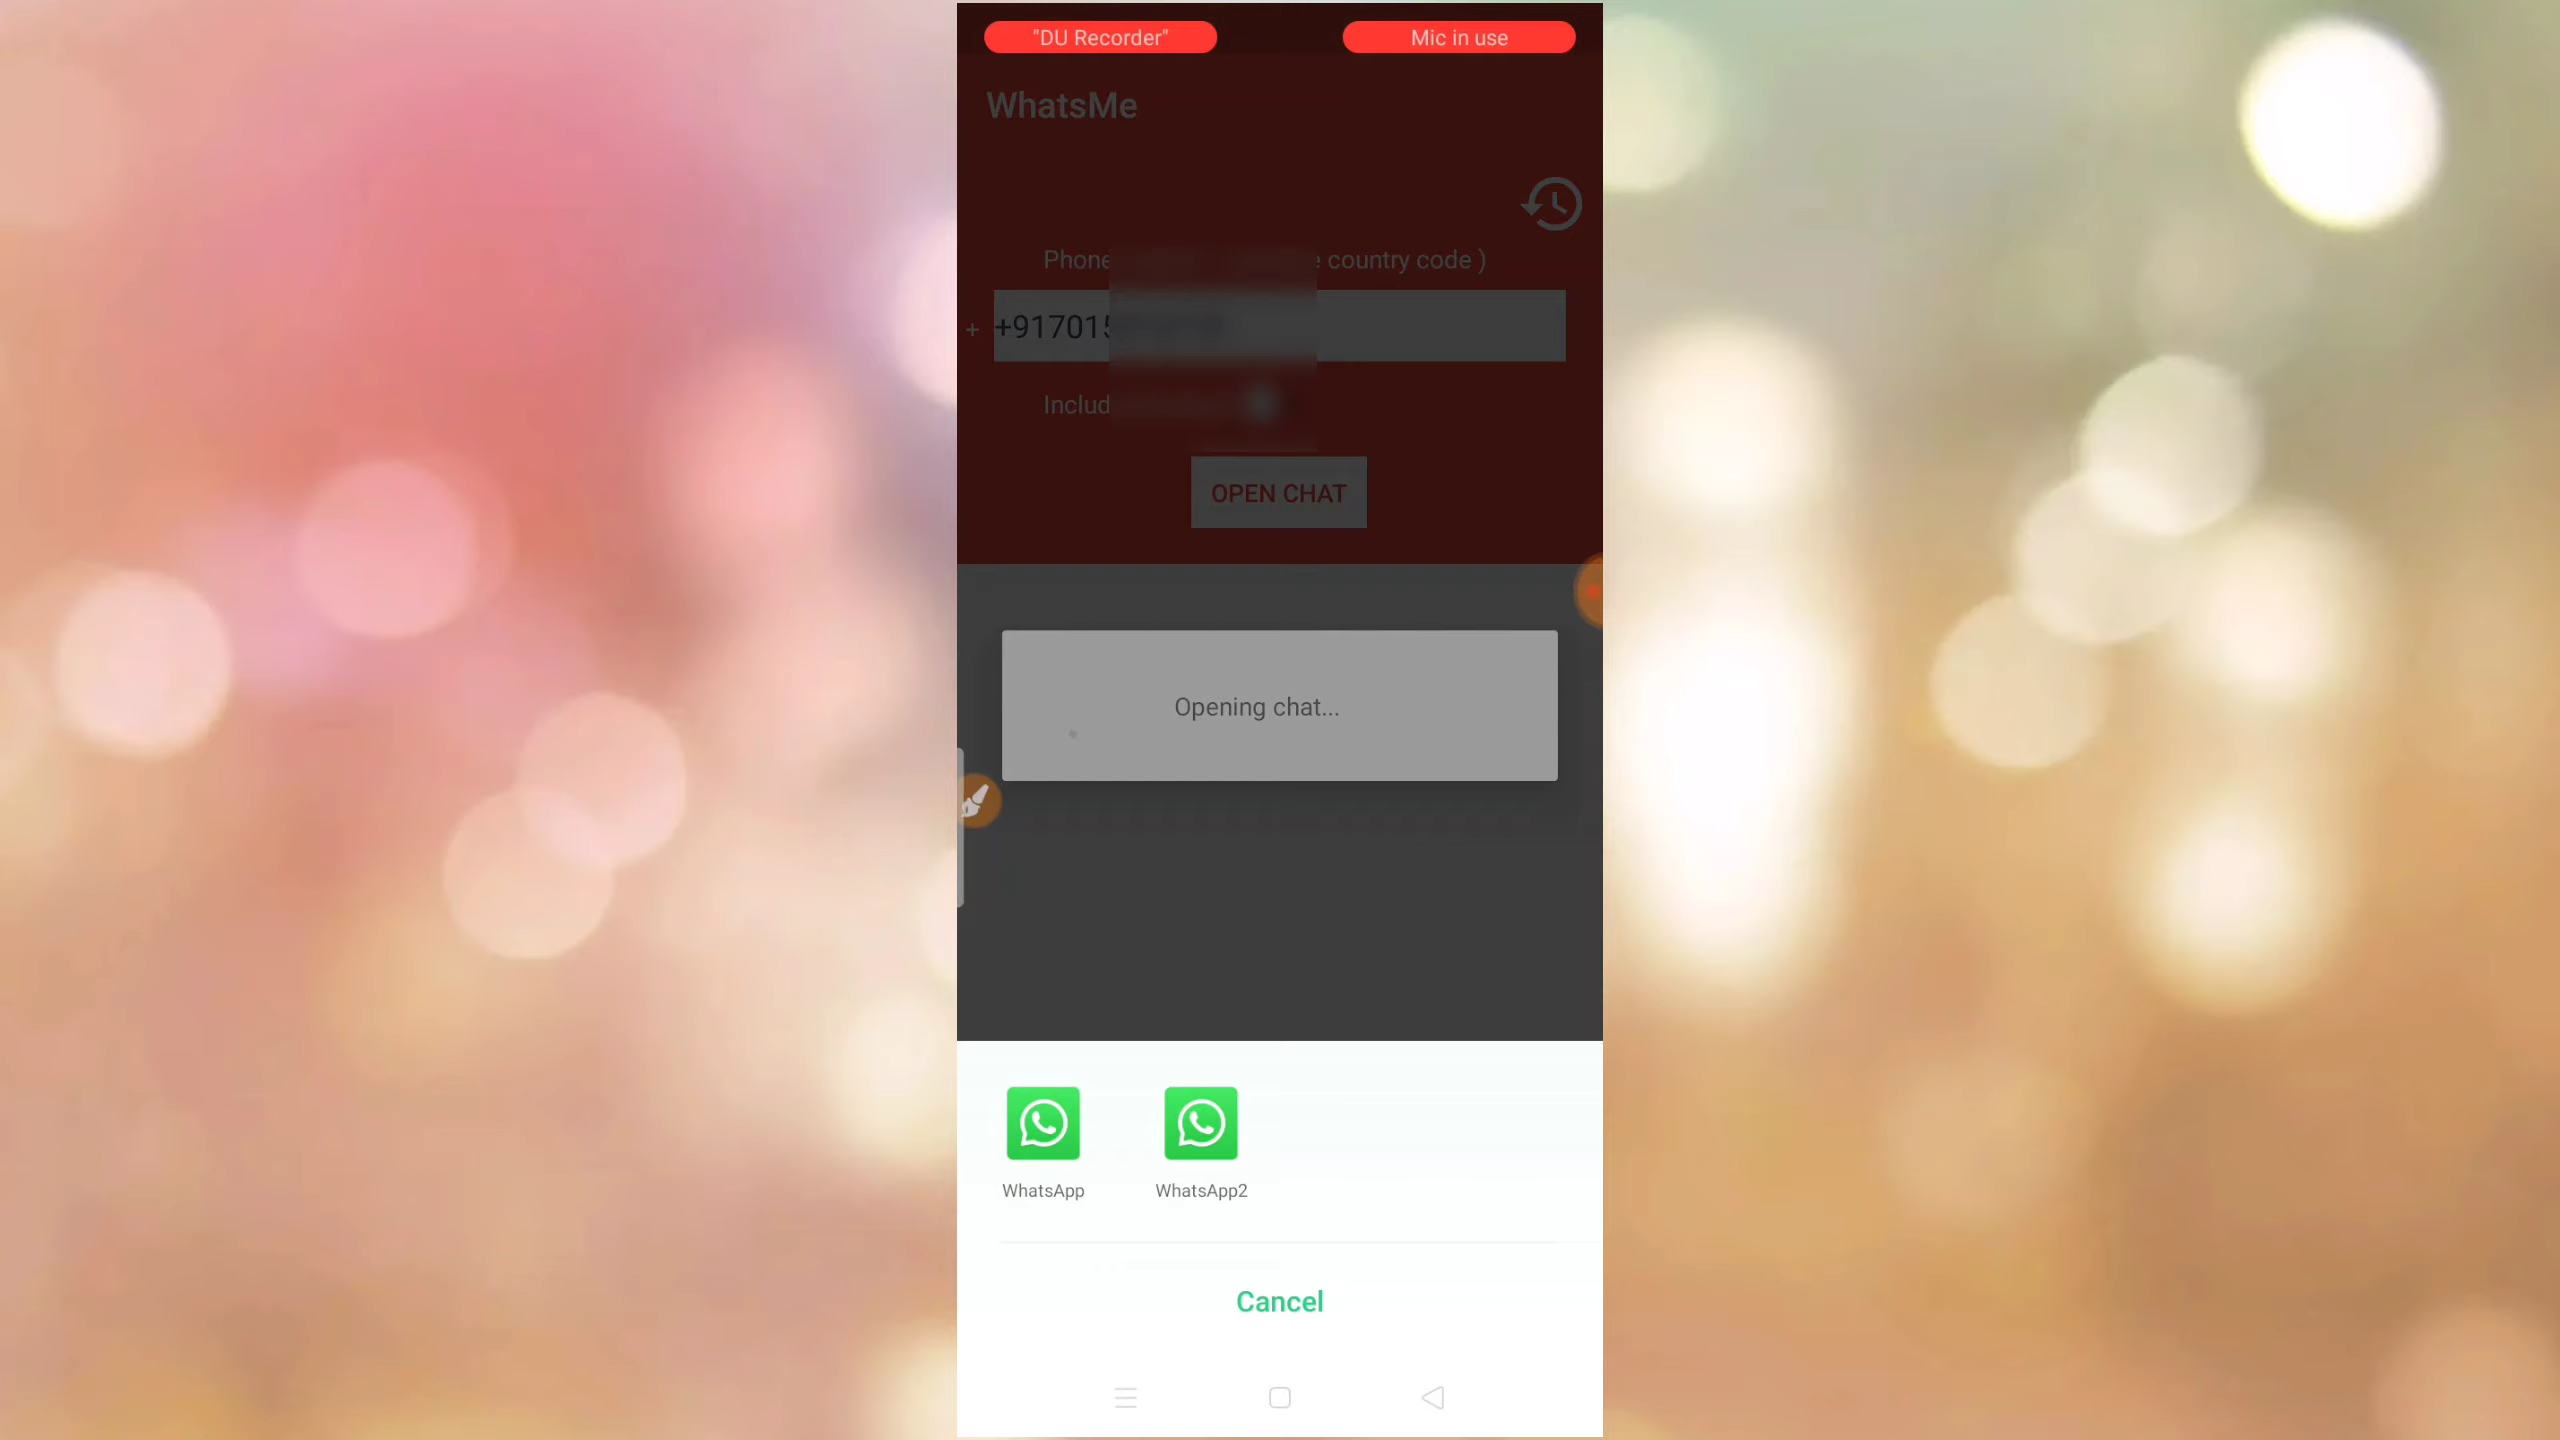 "DU Recorder" Mic in use
WhatsMe
Phone country code )
+ +91701
Includ
OPEN CHAT
Opening chat...
WhatsApp WhatsApp2
Cancel